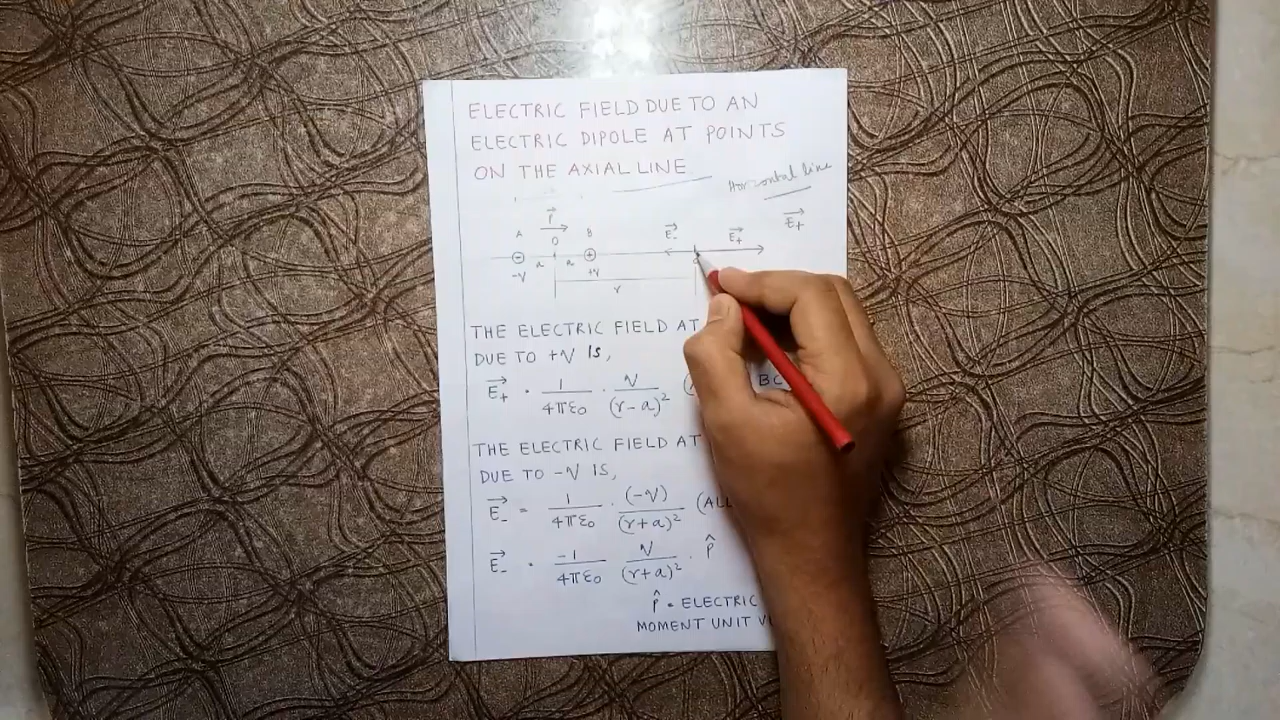 ELECTRIC FIELD DUE TO AN
ELECTRIC DIPOLE AT POINTS
ON THE AXIAL LINE.
Horizontal line
A P⃗ O B E⃗₋ E⃗₊ E⃗₊
-q a a +q
r
THE ELECTRIC FIELD AT
DUE TO +q IS,
E⃗₊ = 1/4πε₀ · q/(r-a)² BC
THE ELECTRIC FIELD AT
DUE TO -q IS,
E⃗₋ = 1/4πε₀ · (-q)/(r+a)² (ALL
E⃗₋ = -1/4πε₀ q/(r+a)² · p̂
p̂ = ELECTRIC
MOMENT UNIT